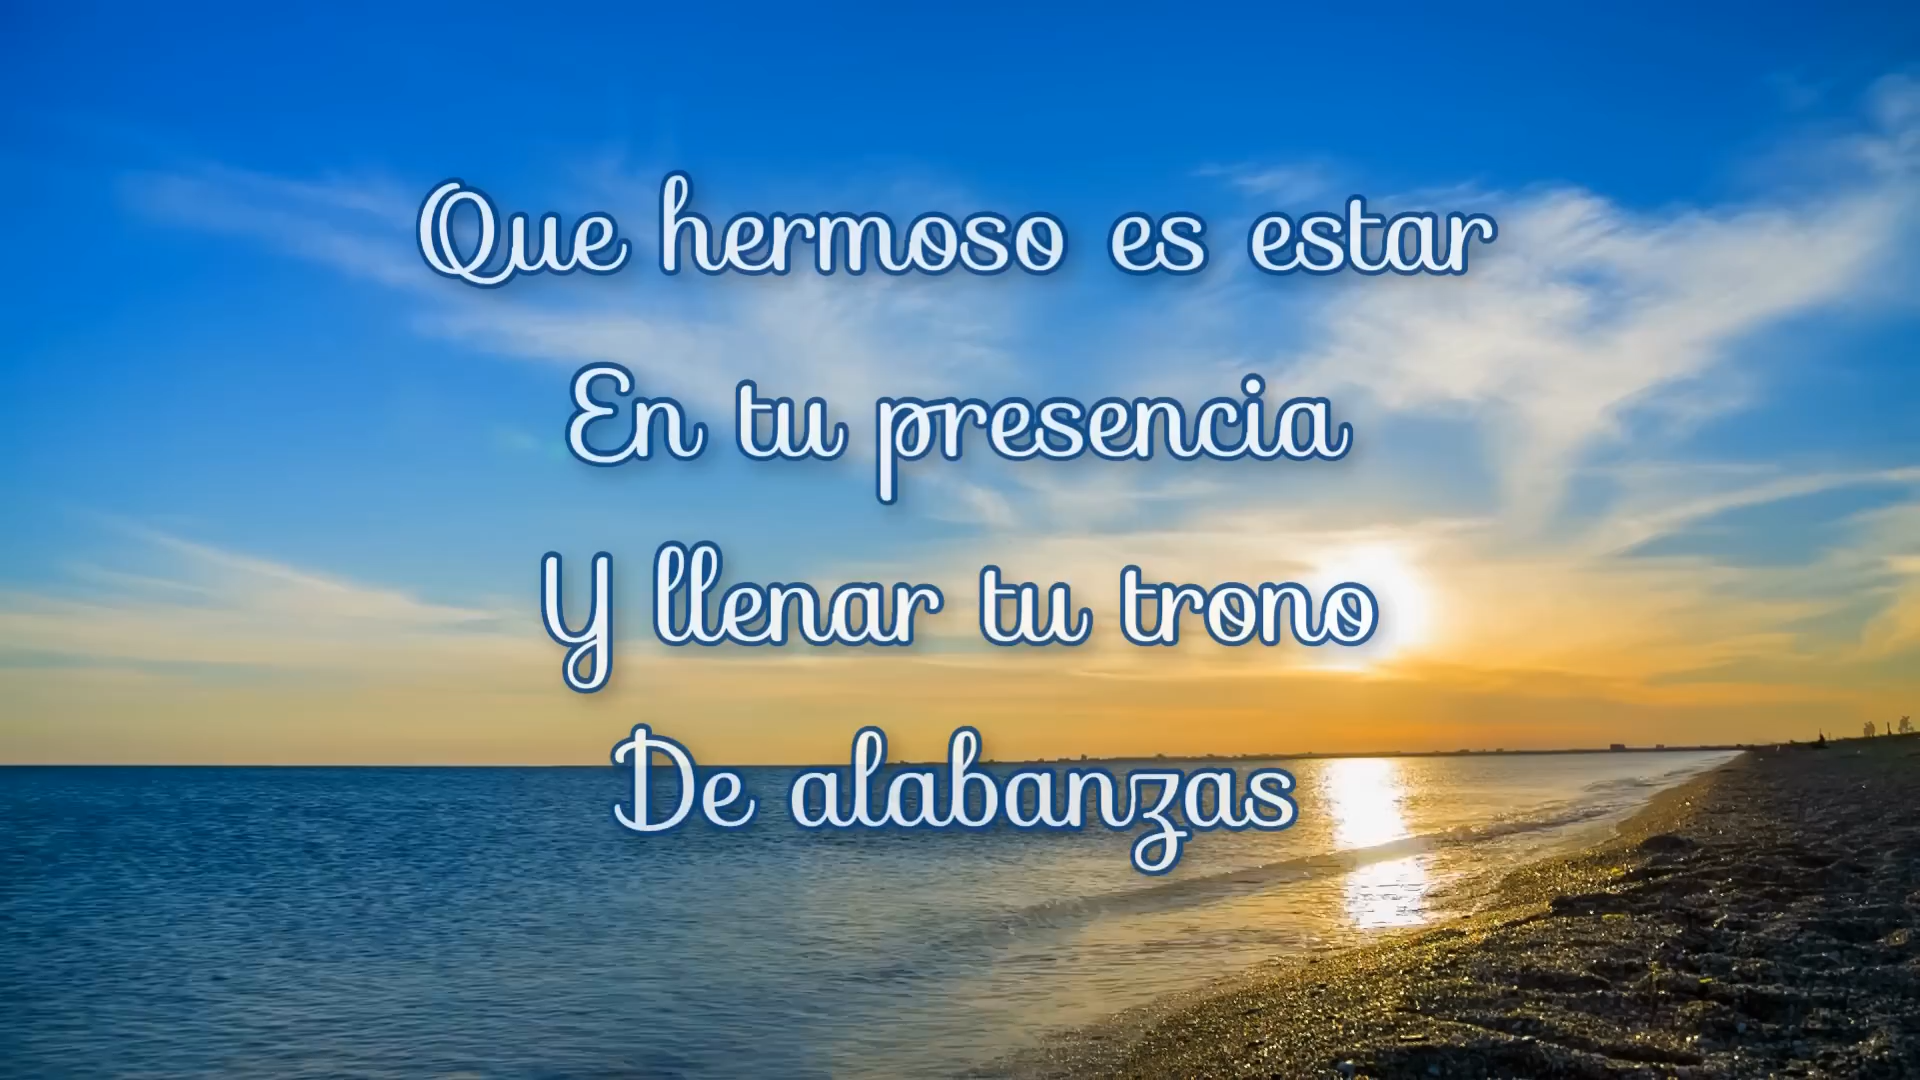 Que hermoso es estar
En tu presencia
Y llenar tu trono
De alabanzas